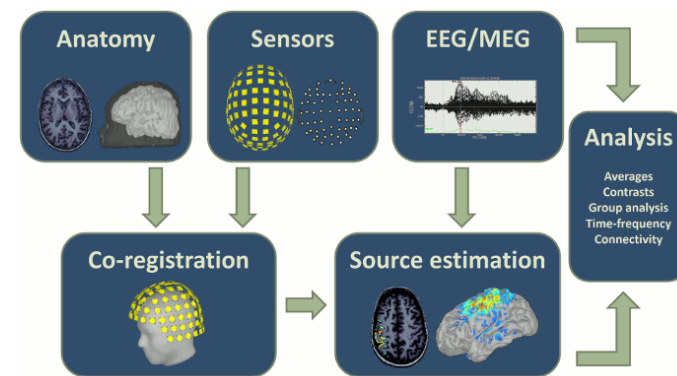 Anatomy
Sensors
EEG/MEG
Analysis
Averages
Contrasts
Group analysis
Time-frequency
Connectivity
Co-registration
Source estimation